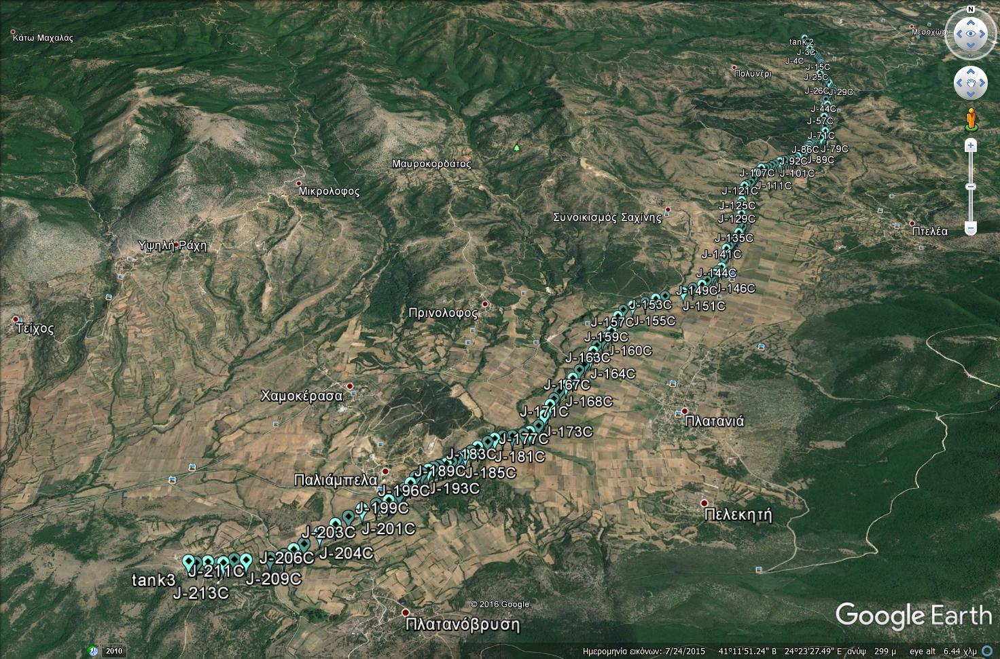 N
Κάτω Μαχαλάς
Μεσοχώρι
tank 2
J-3C
J-4C
J-15C
Πολυνέρι
J-25C
J-26C
J-29C
J-44C
J-57C
J-71C
J-86C
J-79C
J-92C
J-89C
Μαυροκορδάτος
J-107C
J-101C
J-111C
Μικρολοφος
J-121C
J-125C
Συνοικισμός Σαχίνης
J-129C
Πτελέα
J-135C
Υψηλή Ράχη
J-141C
J-144C
J-149C
J-146C
J-153C
J-151C
Πρινολοφος
J-157C
J-155C
Τείχος
J-159C
J-160C
J-163C
J-164C
J-167C
Χαμοκέρασα
J-168C
J-171C
Πλατανιά
J-173C
J-177C
J-183C
J-181C
J-189C
J-185C
Παλιάμπελα
J-196C
J-193C
J-199C
Πελεκητή
J-201C
J-203C
J-204C
J-206C
J-211C
J-209C
tank3
J-213C
© 2016 Google
Πλατανόβρυση
Google Earth
2010
Ημερομηνία εικόνων: 7/24/2015 41°11'51.24" Β 24°23'27.49" Ε ανύψ 299 μ eye alt 6.44 χλμ